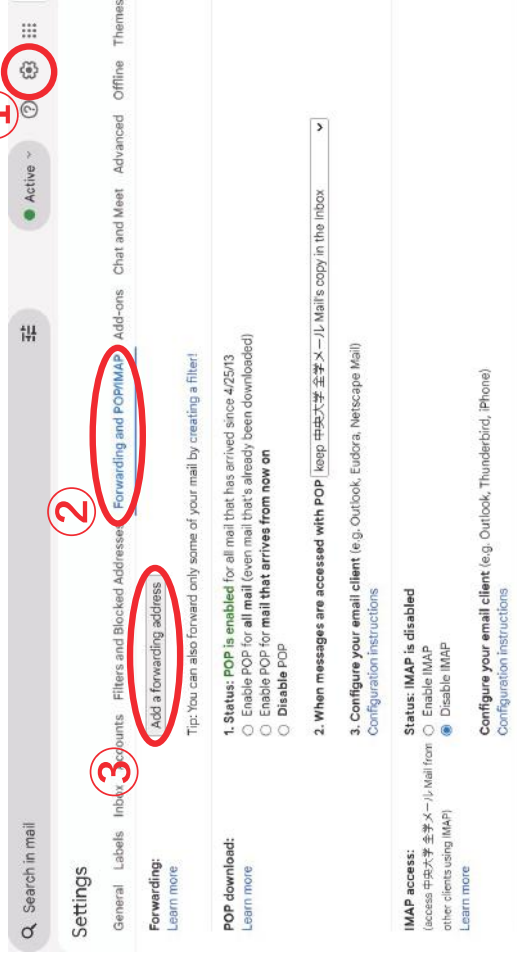 Search in mail
Active
①
Settings
General Labels Inbox Accounts Filters and Blocked Addresses Forwarding and POP/IMAP Add-ons Chat and Meet Advanced Offline Themes
②
③
Forwarding:
Learn more
Add a forwarding address
Tip: You can also forward only some of your mail by creating a filter!
POP download:
Learn more
1. Status: POP is enabled for all mail that has arrived since 4/25/13
Enable POP for all mail (even mail that's already been downloaded)
Enable POP for mail that arrives from now on
Disable POP
2. When messages are accessed with POP keep 中央大学 全学メール Mail's copy in the Inbox
3. Configure your email client (e.g. Outlook, Eudora, Netscape Mail)
Configuration instructions
IMAP access:
(access 中央大学 全学メール Mail from
other clients using IMAP)
Learn more
Status: IMAP is disabled
Enable IMAP
Disable IMAP
Configure your email client (e.g. Outlook, Thunderbird, iPhone)
Configuration instructions